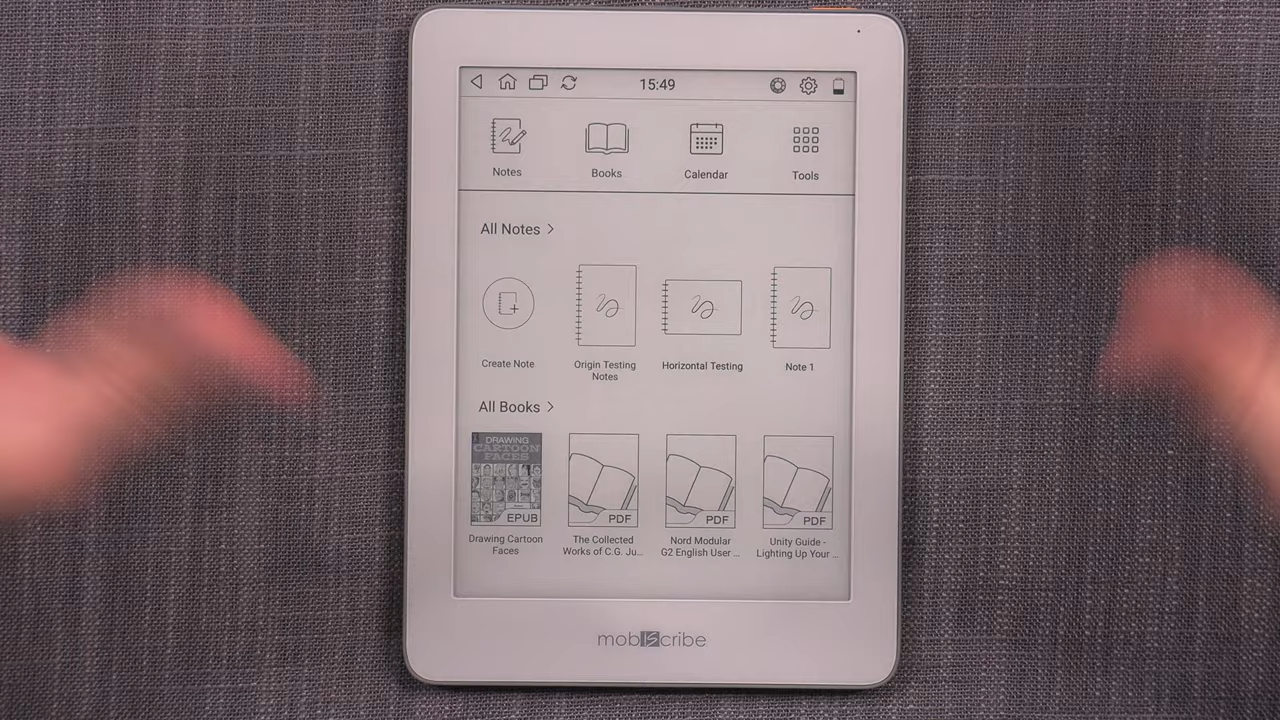 15:49
Notes
Books
Calendar
Tools
All Notes >
Create Note
Origin Testing
Notes
Horizontal Testing
Note 1
All Books >
DRAWING
CARTOON
FACES
EPUB
PDF
PDF
PDF
Drawing Cartoon
Faces
The Collected
Works of C.G. Ju...
Nord Modular
G2 English User ...
Unity Guide -
Lighting Up Your ...
mobiscribe